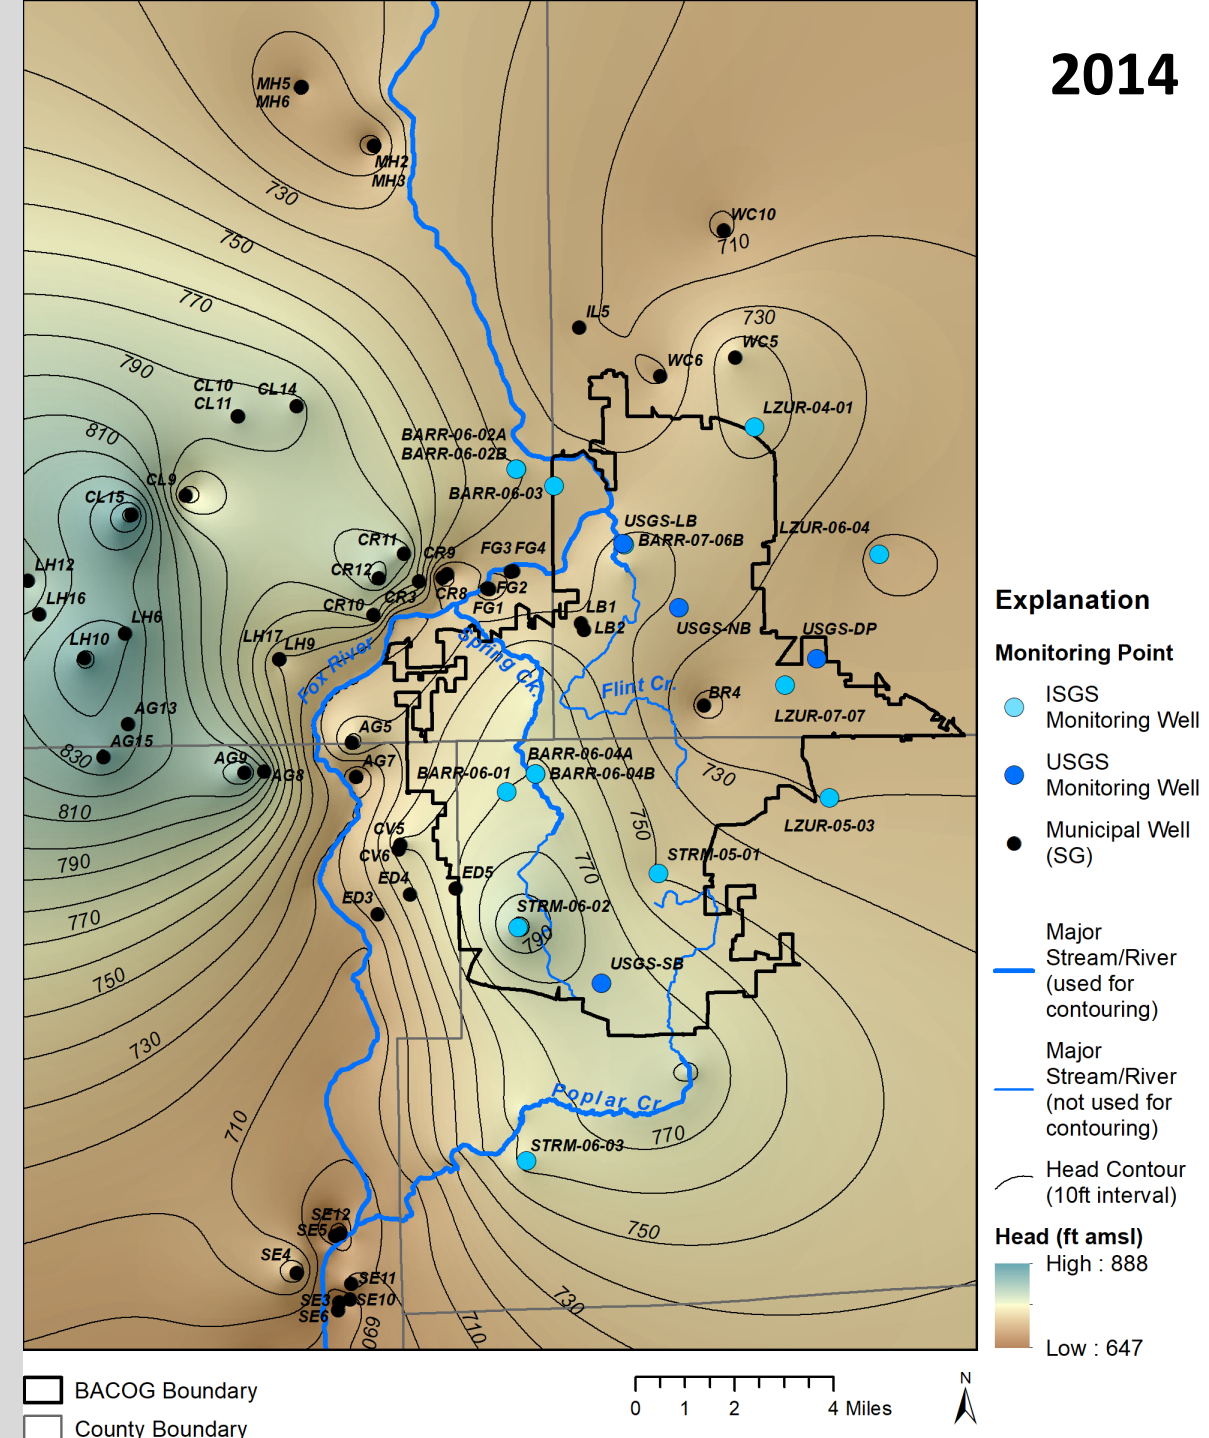 2014
MH5
MH6
MH2
MH3
730
WC10
710
750
770
IL5
730
WC5
WC6
790
CL10
CL11
CL14
LZUR-04-01
810
BARR-06-02A
BARR-06-02B
CL9
CL15
BARR-06-03
USGS-LB
BARR-07-06B
LZUR-06-04
CR11
CR9
FG3 FG4
LH12
CR12
CR3
CR8
FG2
LH16
CR10
FG1
LB1
LB2
LH6
USGS-NB
USGS-DP
LH10
LH17
LH9
Fox River
Spring Ck.
Flint Cr.
BR4
AG13
LZUR-07-07
AG5
AG15
830
AG9
AG8
AG7
BARR-06-04A
BARR-06-04B
BARR-06-01
730
810
750
LZUR-05-03
CV5
CV6
790
770
STRM-05-01
ED4
ED5
ED3
770
STRM-06-02
790
USGS-SB
750
730
710
Poplar Cr.
770
STRM-06-03
SE12
SE5
750
SE4
SE11
SE3
SE10
SE6
690
710
730
Explanation
Monitoring Point
ISGS
Monitoring Well
USGS
Monitoring Well
Municipal Well
(SG)
Major
Stream/River
(used for
contouring)
Major
Stream/River
(not used for
contouring)
Head Contour
(10ft interval)
Head (ft amsl)
High : 888
Low : 647
BACOG Boundary
County Boundary
0 1 2 4 Miles
N